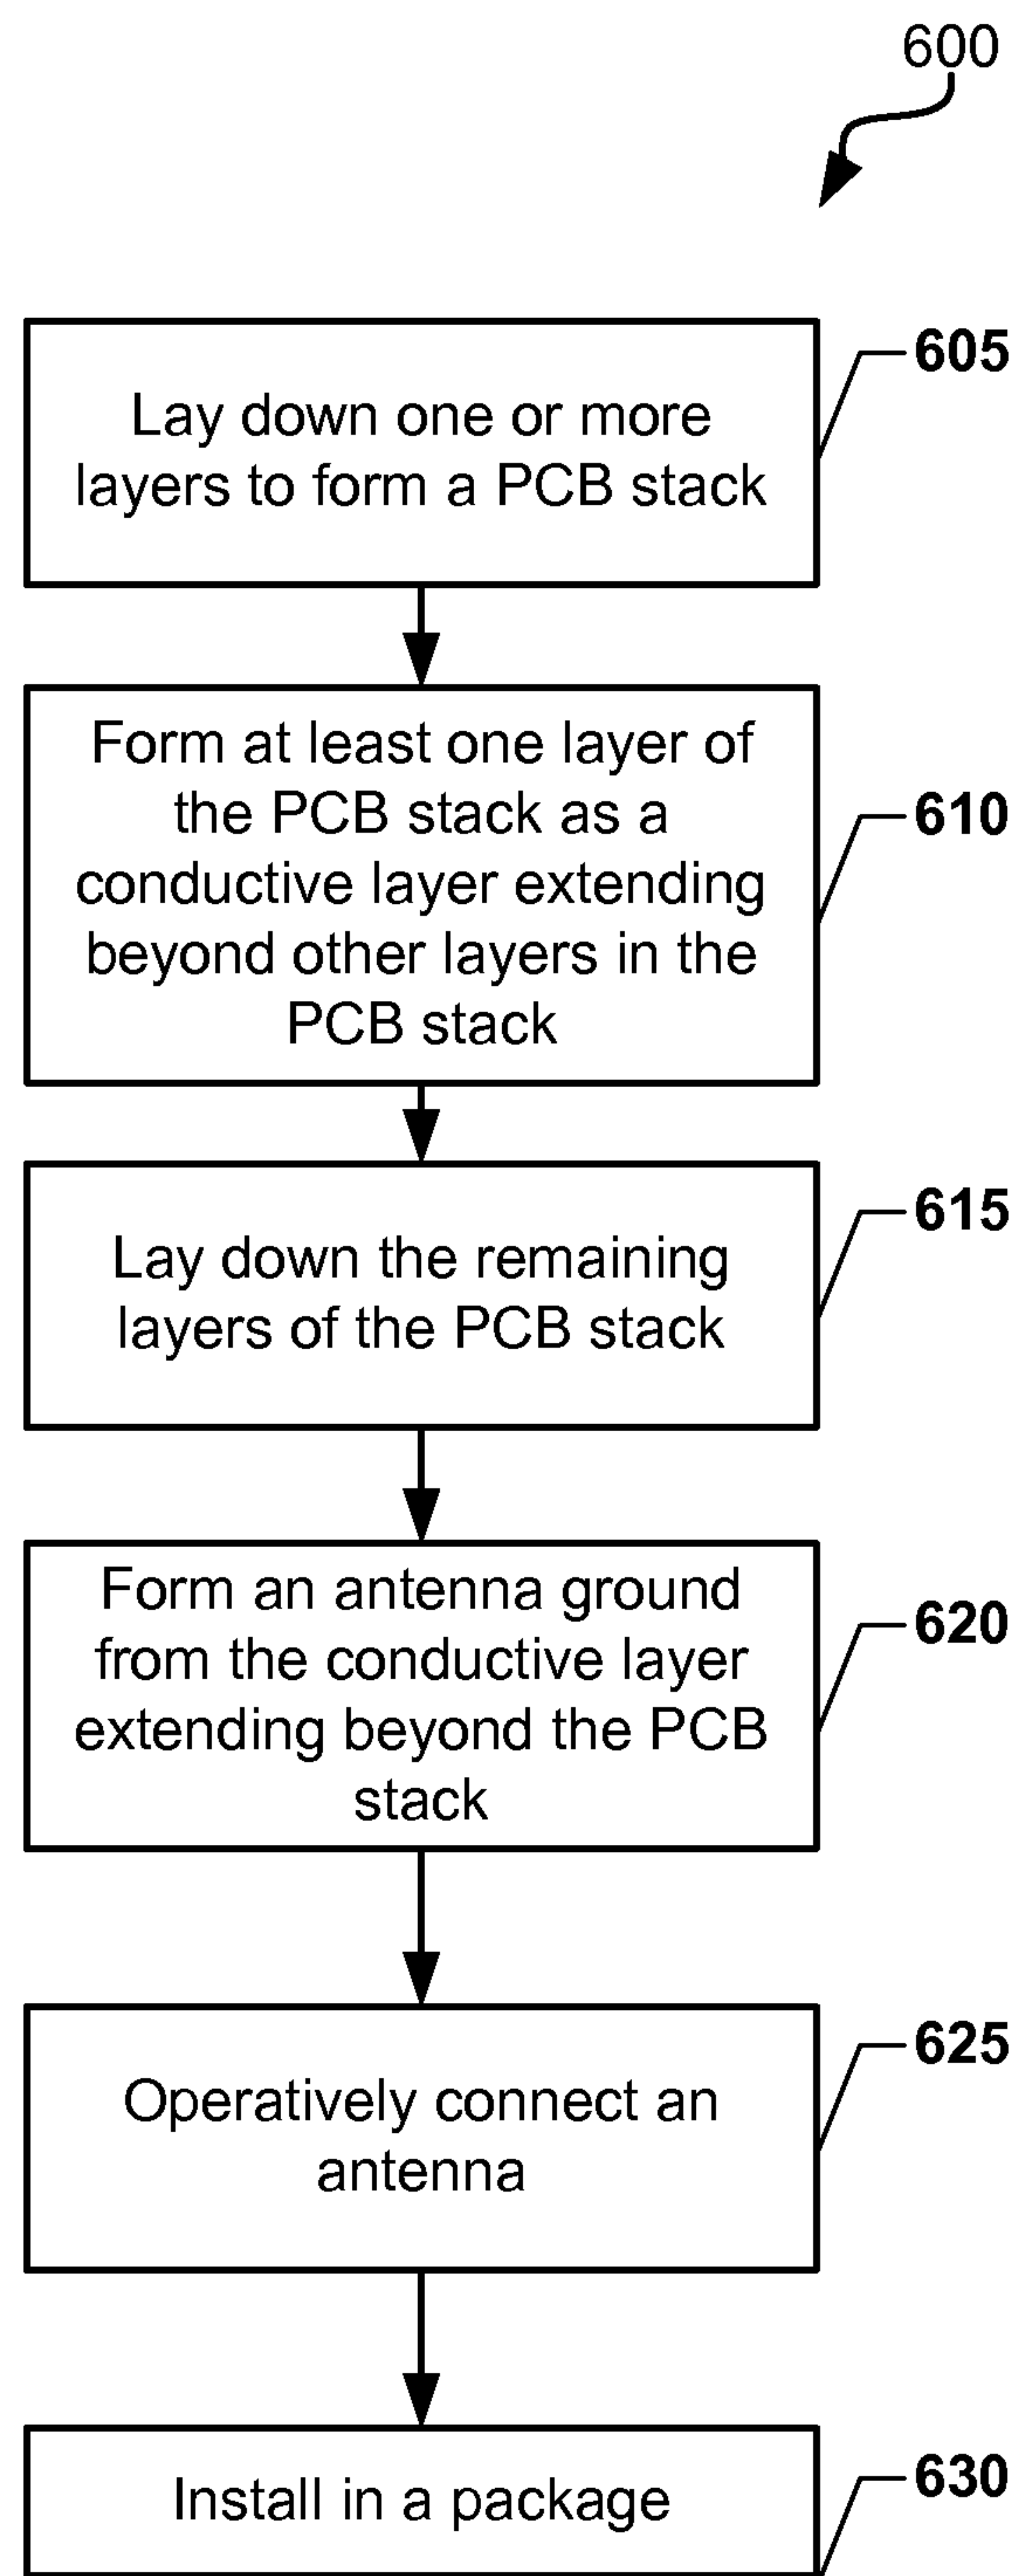 600
Lay down one or more
layers to form a PCB stack
605
Form at least one layer of
the PCB stack as a
conductive layer extending
beyond other layers in the
PCB stack
610
Lay down the remaining
layers of the PCB stack
615
Form an antenna ground
from the conductive layer
extending beyond the PCB
stack
620
Operatively connect an
antenna
625
Install in a package
630